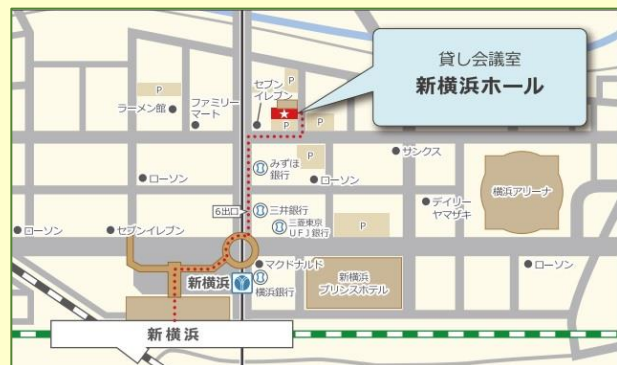 貸し会議室
新横浜ホール
P
セブン
イレブン
P
ラーメン館
ファミリー
マート
P
P
サンクス
みずほ
銀行
P
ローソン
ローソン
横浜アリーナ
デイリー
ヤマザキ
6出口
三井銀行
三菱東京
UFJ銀行
P
ローソン
セブンイレブン
マクドナルド
新横浜
横浜銀行
新横浜
プリンスホテル
ローソン
新横浜